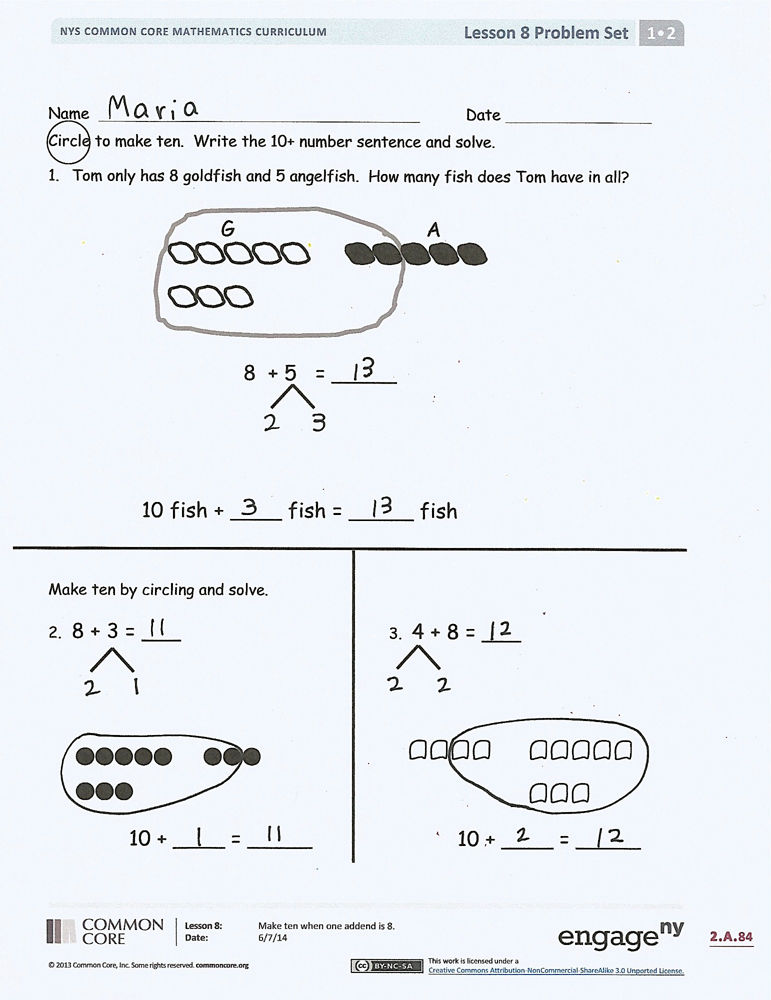 NYS COMMON CORE MATHEMATICS CURRICULUM
Lesson 8 Problem Set 1•2
Name Maria Date
Circle to make ten. Write the 10+ number sentence and solve.
1. Tom only has 8 goldfish and 5 angelfish. How many fish does Tom have in all?
G A
8 + 5 = 13
2 3
10 fish + 3 fish = 13 fish
Make ten by circling and solve.
2. 8 + 3 = 11
2 1
10 + 1 = 11
3. 4 + 8 = 12
2 2
10 + 2 = 12
COMMON
CORE
Lesson 8: Make ten when one addend is 8.
Date: 6/7/14
engageny
2.A.84
© 2013 Common Core, Inc. Some rights reserved. commoncore.org
cc BY-NC-SA
This work is licensed under a
Creative Commons Attribution-NonCommercial-ShareAlike 3.0 Unported License.